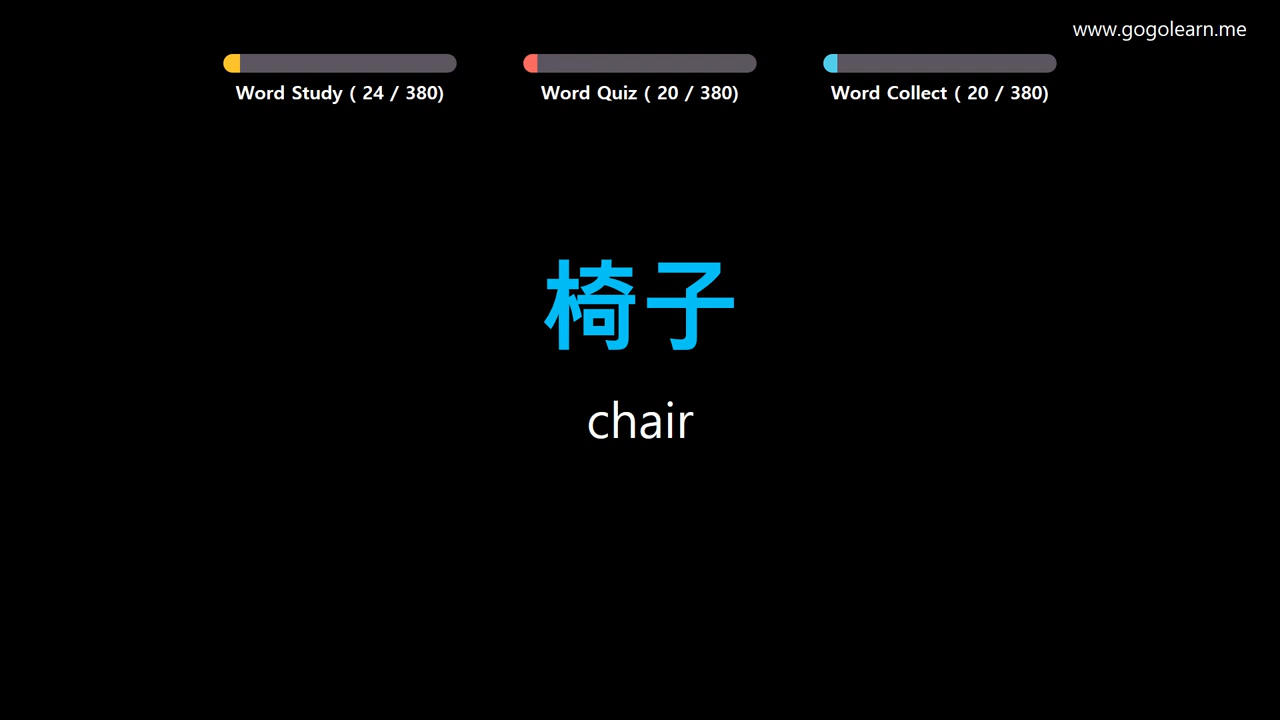 www.gogolearn.me
Word Study ( 24 / 380)
Word Quiz ( 20 / 380)
Word Collect ( 20 / 380)
椅子
chair